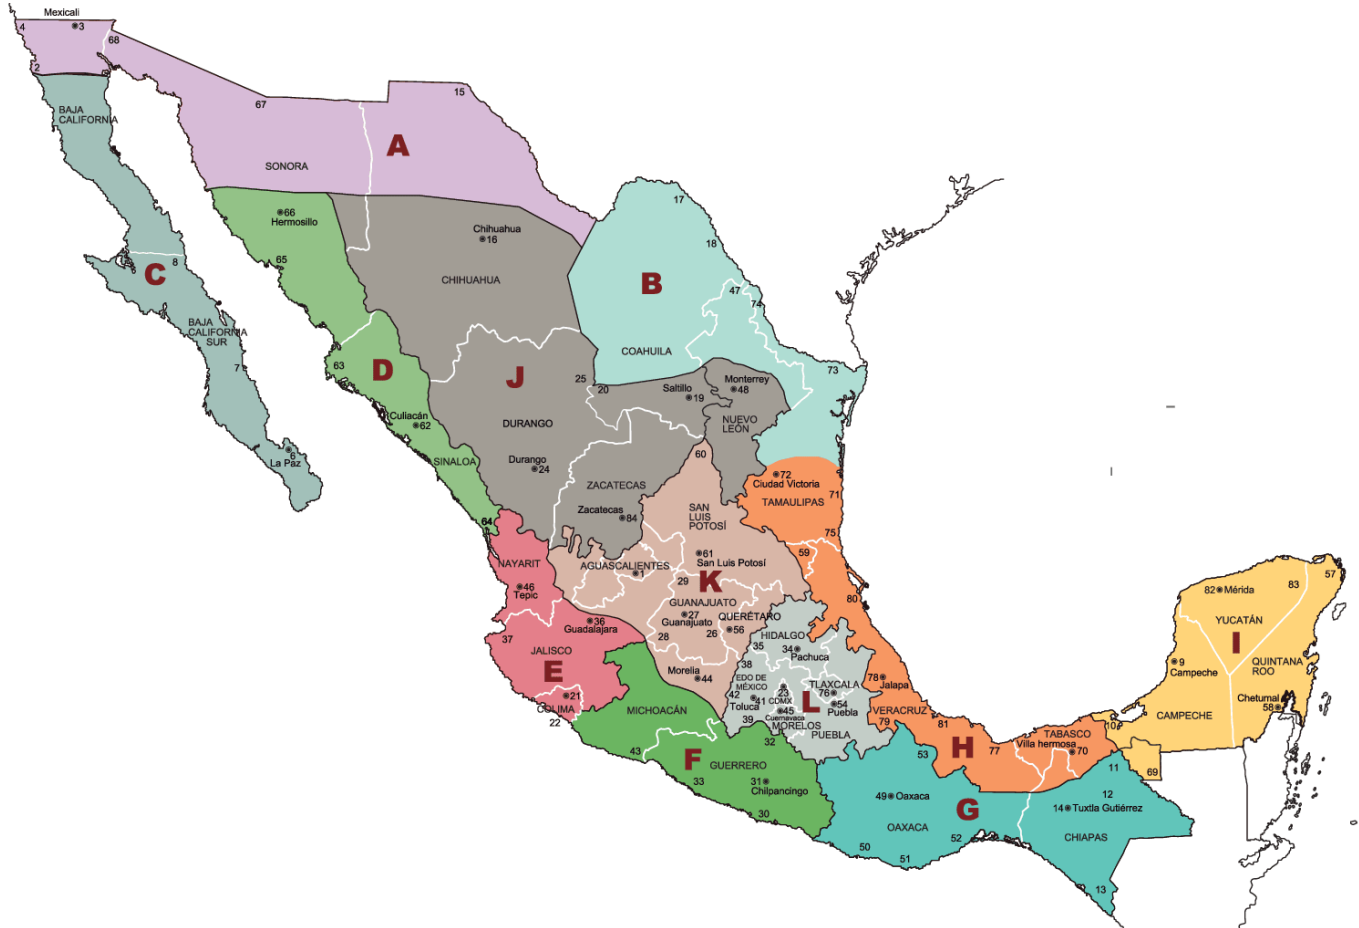 Mexicali
4
3
68
2
67
15
BAJA
CALIFORNIA
A
SONORA
17
66
Hermosillo
Chihuahua
16
18
65
C
8
CHIHUAHUA
B
47
74
BAJA
CALIFORNIA
SUR
7
63
D
COAHUILA
73
J
25
20
Saltillo
19
Monterrey
48
Culiacán
62
DURANGO
NUEVO
LEÓN
6
La Paz
SINALOA
Durango
24
60
72
Ciudad Victoria
ZACATECAS
TAMAULIPAS
71
Zacatecas
84
SAN
LUIS
POTOSÍ
64
75
61
San Luis Potosí
59
NAYARIT
AGUASCALIENTES
1
K
29
46
Tepic
80
GUANAJUATO
27
Guanajuato
QUERÉTARO
56
26
28
36
Guadalajara
37
HIDALGO
35
34
Pachuca
JALISCO
E
38
Morelia
44
EDO DE
MÉXICO
42
41
Toluca
39
23
CDMX
45
Cuernavaca
MORELOS
L
TLAXCALA
76
54
Puebla
PUEBLA
78
Jalapa
VERACRUZ
79
21
COLIMA
22
MICHOACÁN
43
F
GUERRERO
32
33
31
Chilpancingo
30
81
53
H
77
TABASCO
Villa hermosa
70
10
69
82
Mérida
83
57
YUCATÁN
I
9
Campeche
QUINTANA
ROO
Chetumal
58
CAMPECHE
49
Oaxaca
G
OAXACA
50
51
52
11
12
14
Tuxtla Gutiérrez
CHIAPAS
13